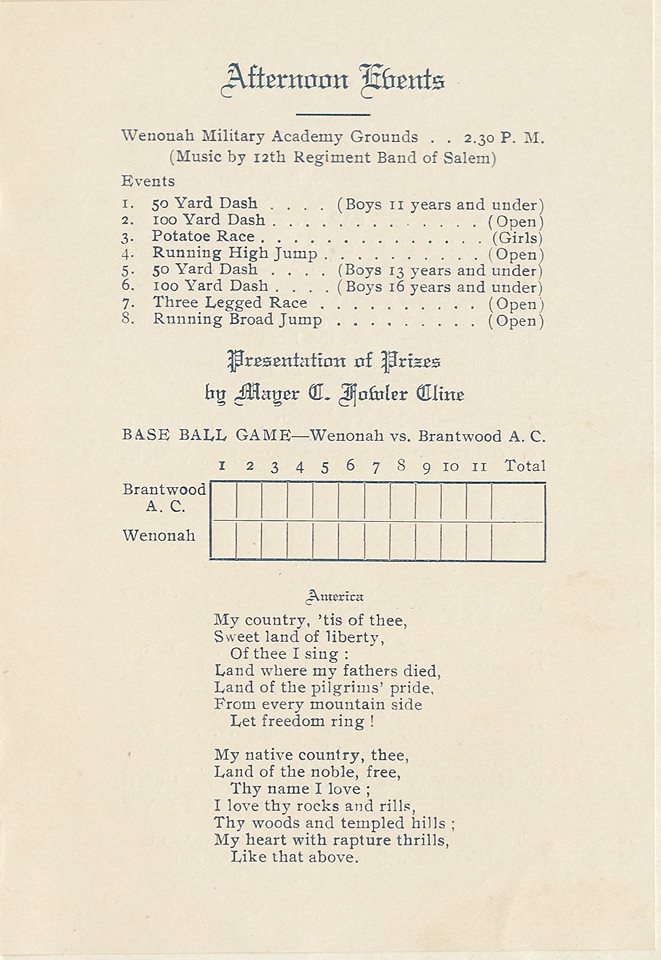 Afternoon Events
Wenonah Military Academy Grounds . . 2.30 P. M.
(Music by 12th Regiment Band of Salem)
Events
1. 50 Yard Dash . . . . (Boys 11 years and under)
2. 100 Yard Dash . . . . . . . . . . . . . (Open)
3. Potatoe Race . . . . . . . . . . . . . . (Girls)
4. Running High Jump . . . . . . . . . . (Open)
5. 50 Yard Dash . . . . (Boys 13 years and under)
6. 100 Yard Dash . . . . (Boys 16 years and under)
7. Three Legged Race . . . . . . . . . . (Open)
8. Running Broad Jump . . . . . . . . . (Open)
Presentation of Prizes
by Mayer C. Fowler Cline
BASE BALL GAME—Wenonah vs. Brantwood A. C.
1 2 3 4 5 6 7 8 9 10 11 Total
Brantwood
A. C.
Wenonah
America
My country, 'tis of thee,
Sweet land of liberty,
Of thee I sing :
Land where my fathers died,
Land of the pilgrims' pride,
From every mountain side
Let freedom ring !
My native country, thee,
Land of the noble, free,
Thy name I love ;
I love thy rocks and rills,
Thy woods and templed hills ;
My heart with rapture thrills,
Like that above.